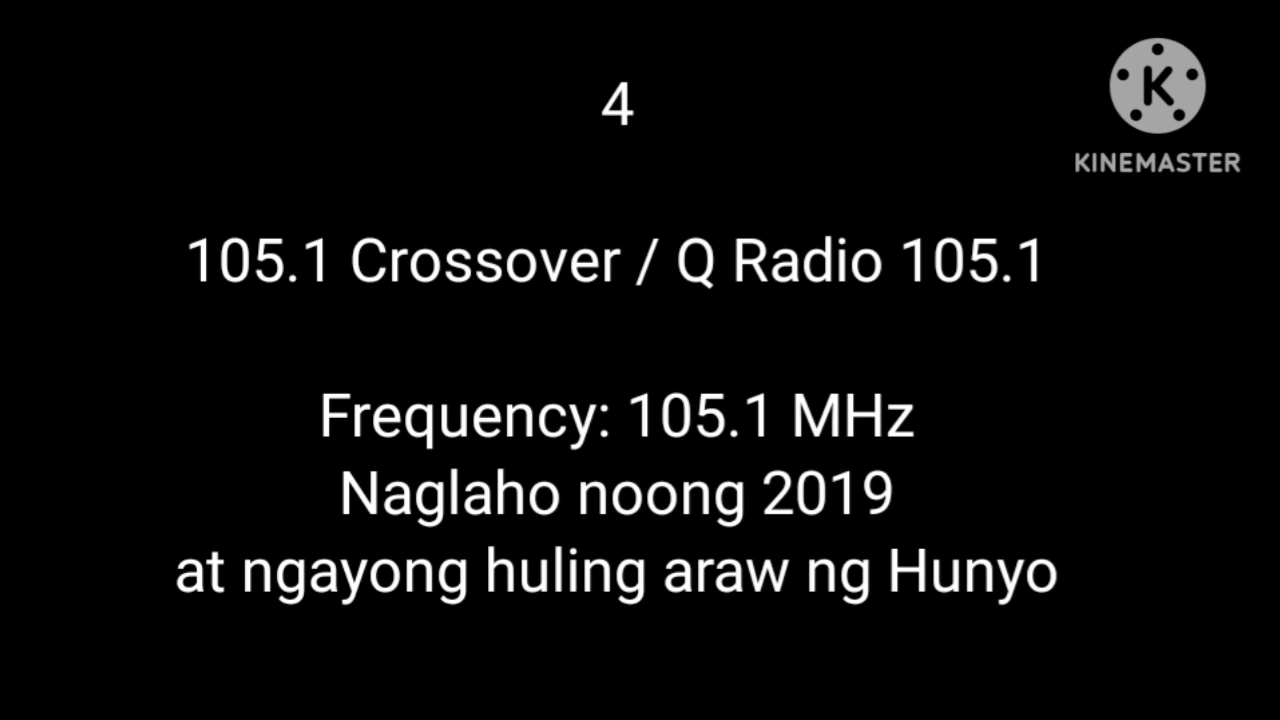 4
K
KINEMASTER
105.1 Crossover / Q Radio 105.1
Frequency: 105.1 MHz
Naglaho noong 2019
at ngayong huling araw ng Hunyo